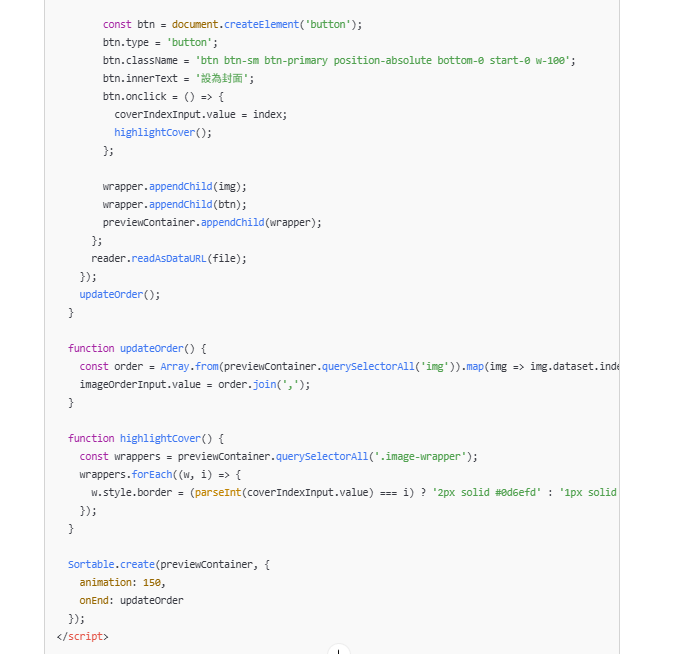 const btn = document.createElement('button');
btn.type = 'button';
btn.className = 'btn btn-sm btn-primary position-absolute bottom-0 start-0 w-100';
btn.innerText = '設為封面';
btn.onclick = () => {
coverIndexInput.value = index;
highlightCover();
};
wrapper.appendChild(img);
wrapper.appendChild(btn);
previewContainer.appendChild(wrapper);
};
reader.readAsDataURL(file);
});
updateOrder();
}
function updateOrder() {
const order = Array.from(previewContainer.querySelectorAll('img')).map(img => img.dataset.inde
imageOrderInput.value = order.join(',');
}
function highlightCover() {
const wrappers = previewContainer.querySelectorAll('.image-wrapper');
wrappers.forEach((w, i) => {
w.style.border = (parseInt(coverIndexInput.value) === i) ? '2px solid #0d6efd' : '1px solid
});
}
Sortable.create(previewContainer, {
animation: 150,
onEnd: updateOrder
});
</script>